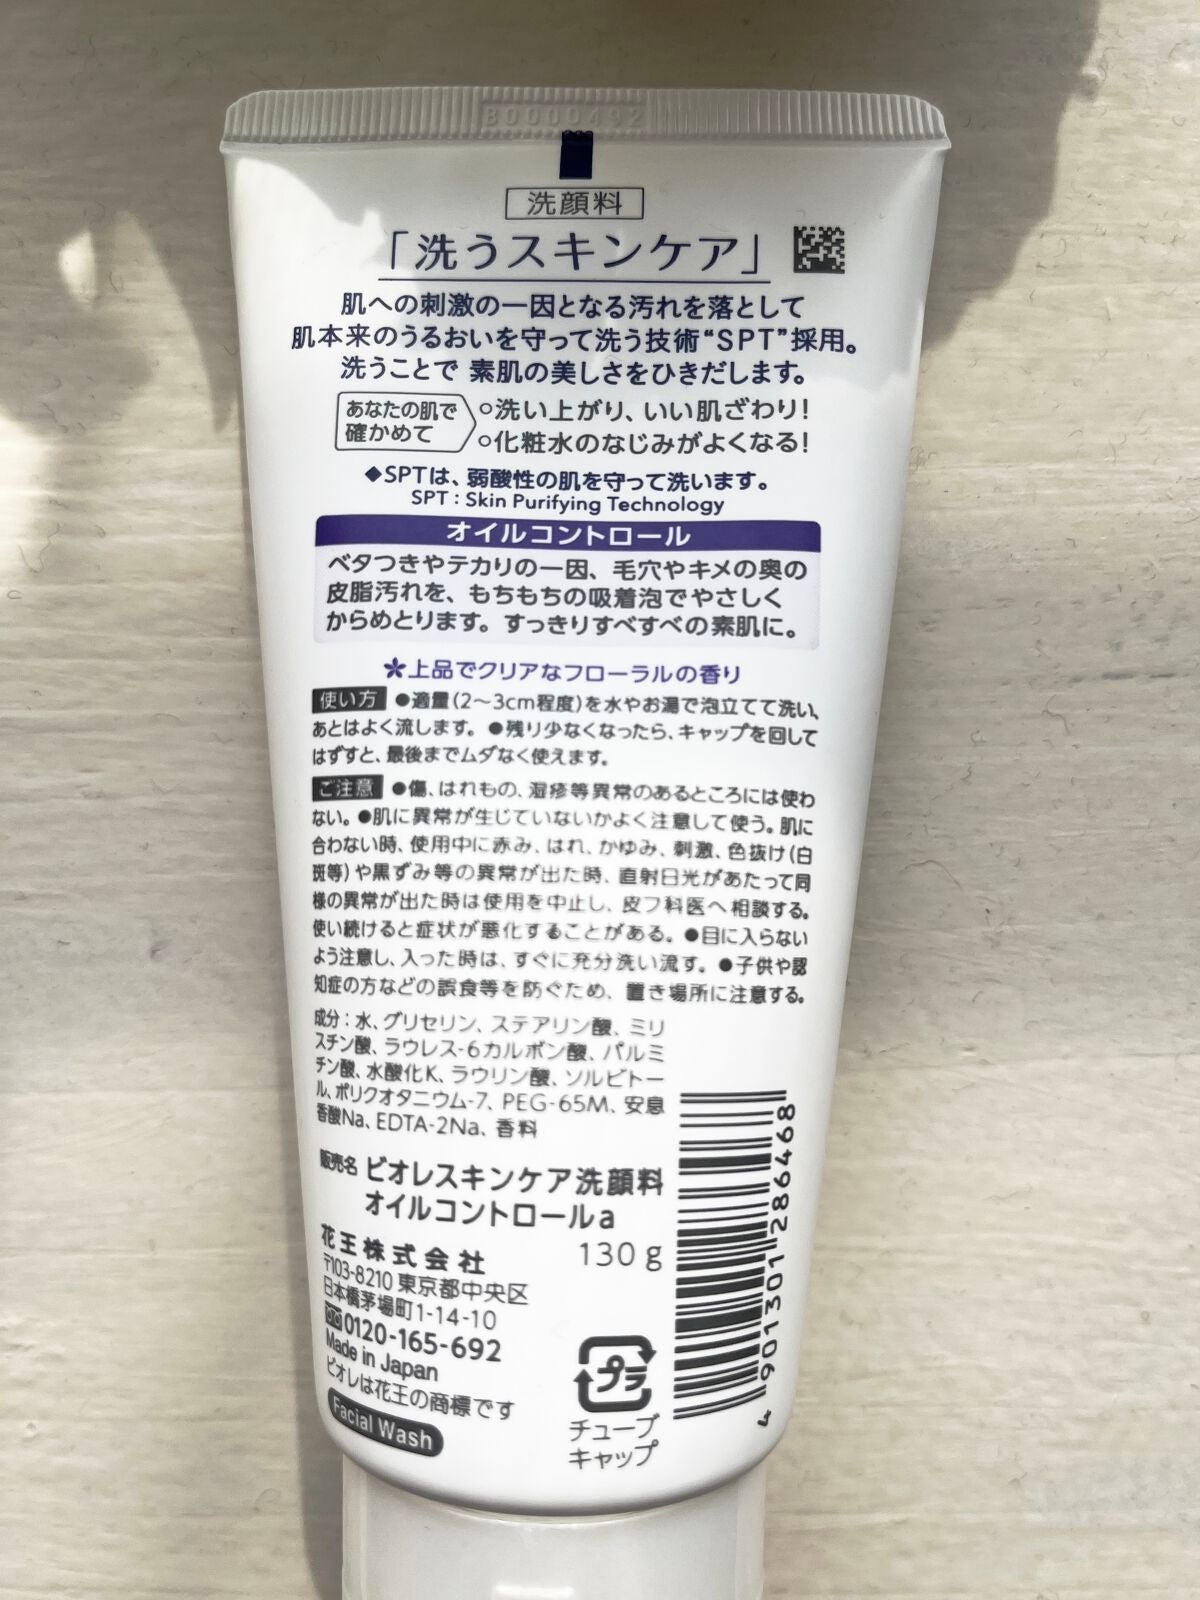 80000492
洗顔料
「洗うスキンケア」
肌への刺激の一因となる汚れを落として
肌本来のうるおいを守って洗う技術“SPT”採用。
洗うことで 素肌の美しさをひきだします。
あなたの肌で
確かめて
○洗い上がり、いい肌ざわり!
○化粧水のなじみがよくなる!
◆SPTは、弱酸性の肌を守って洗います。
SPT : Skin Purifying Technology
オイルコントロール
ベタつきやテカリの一因、毛穴やキメの奥の
皮脂汚れを、もちもちの吸着泡でやさしく
からめとります。すっきりすべすべの素肌に。
上品でクリアなフローラルの香り
使い方 ●適量(2~3cm程度)を水やお湯で泡立てて洗い、
あとはよく流します。●残り少なくなったら、キャップを回して
はずすと、最後までムダなく使えます。
ご注意 ●傷、はれもの、湿疹等異常のあるところには使わ
ない。●肌に異常が生じていないかよく注意して使う。肌に
合わない時、使用中に赤み、はれ、かゆみ、刺激、色抜け(白
斑等)や黒ずみ等の異常が出た時、直射日光があたって同
様の異常が出た時は使用を中止し、皮フ科医へ相談する。
使い続けると症状が悪化することがある。●目に入らない
よう注意し、入った時は、すぐに充分洗い流す。●子供や認
知症の方などの誤食等を防ぐため、置き場所に注意する。
成分：水、グリセリン、ステアリン酸、ミリ
スチン酸、ラウレス-6カルボン酸、パルミ
チン酸、水酸化K、ラウリン酸、ソルビトー
ル、ポリクオタニウム-7、PEG-65M、安息
香酸Na、EDTA-2Na、香料
販売名 ビオレスキンケア洗顔料
オイルコントロールa
130g
花王株式会社
〒103-8210 東京都中央区
日本橋茅場町1-14-10
0120-165-692
Made in Japan
ビオレは花王の商標です
Facial Wash
プラ
チューブ
キャップ
4 901301 286468